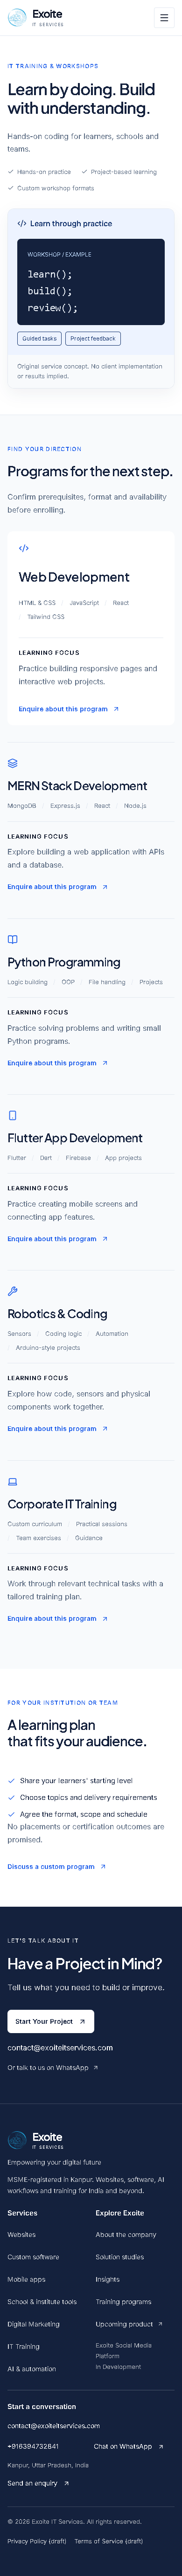 Exoite
IT SERVICES
IT TRAINING & WORKSHOPS
Learn by doing. Build
with understanding.
Hands-on coding for learners, schools and
teams.
Hands-on practice Project-based learning
Custom workshop formats
Learn through practice
WORKSHOP / EXAMPLE
learn();
build();
review();
Guided tasks Project feedback
Original service concept. No client implementation
or results implied.
FIND YOUR DIRECTION
Programs for the next step.
Confirm prerequisites, format and availability
before enrolling.
Web Development
HTML & CSS / JavaScript / React
/ Tailwind CSS
LEARNING FOCUS
Practice building responsive pages and
interactive web projects.
Enquire about this program
MERN Stack Development
MongoDB / Express.js / React / Node.js
LEARNING FOCUS
Explore building a web application with APIs
and a database.
Enquire about this program
Python Programming
Logic building / OOP / File handling / Projects
LEARNING FOCUS
Practice solving problems and writing small
Python programs.
Enquire about this program
Flutter App Development
Flutter / Dart / Firebase / App projects
LEARNING FOCUS
Practice creating mobile screens and
connecting app features.
Enquire about this program
Robotics & Coding
Sensors / Coding logic / Automation
/ Arduino-style projects
LEARNING FOCUS
Explore how code, sensors and physical
components work together.
Enquire about this program
Corporate IT Training
Custom curriculum / Practical sessions
/ Team exercises / Guidance
LEARNING FOCUS
Work through relevant technical tasks with a
tailored training plan.
Enquire about this program
FOR YOUR INSTITUTION OR TEAM
A learning plan
that fits your audience.
Share your learners' starting level
Choose topics and delivery requirements
Agree the format, scope and schedule
No placements or certification outcomes are
promised.
Discuss a custom program
LET'S TALK ABOUT IT
Have a Project in Mind?
Tell us what you need to build or improve.
Start Your Project
contact@exoiteitservices.com
Or talk to us on WhatsApp
Exoite
IT SERVICES
Empowering your digital future
MSME-registered in Kanpur. Websites, software, AI
workflows and training for India and beyond.
Services Explore Exoite
Websites About the company
Custom software Solution studies
Mobile apps Insights
School & institute tools Training programs
Digital Marketing Upcoming product
IT Training Exoite Social Media
Platform
AI & automation In Development
Start a conversation
contact@exoiteitservices.com
+916394732841 Chat on WhatsApp
Kanpur, Uttar Pradesh, India
Send an enquiry
© 2026 Exoite IT Services. All rights reserved.
Privacy Policy (draft) Terms of Service (draft)